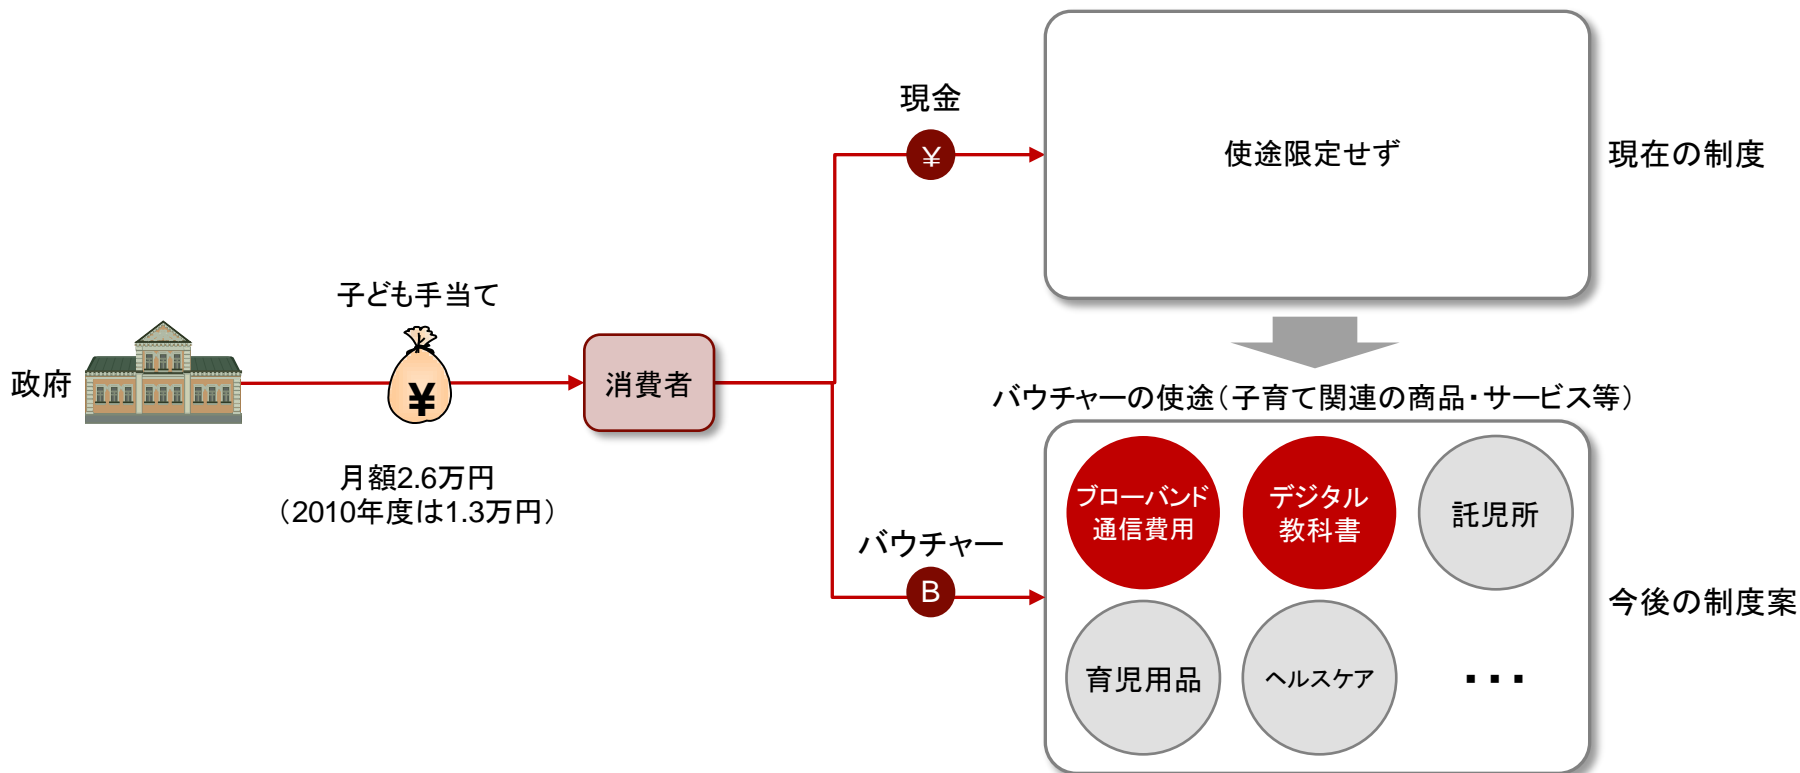 現金
¥
使途限定せず
現在の制度
子ども手当て
政府
¥
消費者
月額2.6万円
（2010年度は1.3万円）
バウチャーの使途（子育て関連の商品・サービス等）
バウチャー
B
ブローバンド
通信費用
デジタル
教科書
託児所
今後の制度案
育児用品
ヘルスケア
・・・